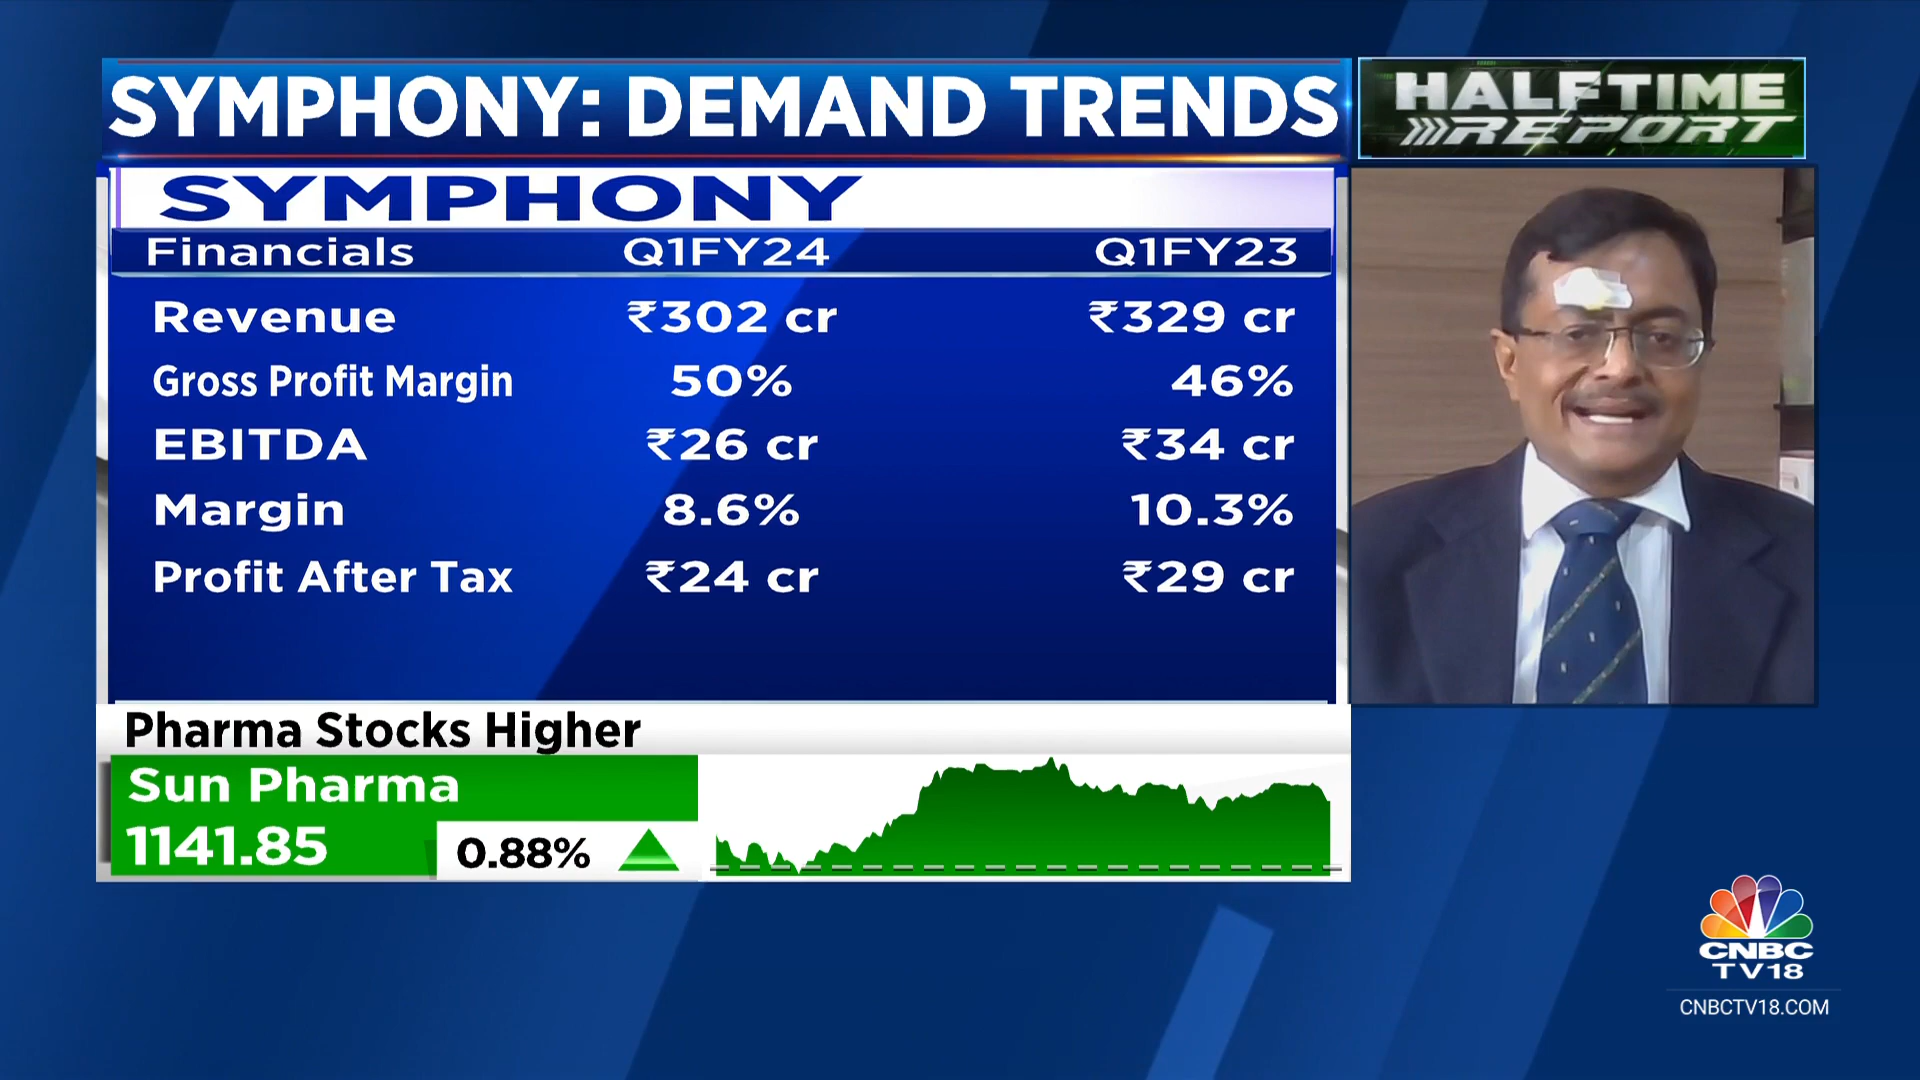 SYMPHONY: DEMAND TRENDS
HALFTIME
REPORT
SYMPHONY
Financials Q1FY24 Q1FY23
Revenue ₹302 cr ₹329 cr
Gross Profit Margin 50% 46%
EBITDA ₹26 cr ₹34 cr
Margin 8.6% 10.3%
Profit After Tax ₹24 cr ₹29 cr
Pharma Stocks Higher
Sun Pharma
1141.85 0.88%
CNBC
TV18
CNBCTV18.COM